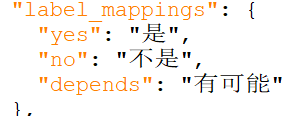 "label_mappings": {
"yes": "是",
"no": "不是",
"depends": "有可能"
},